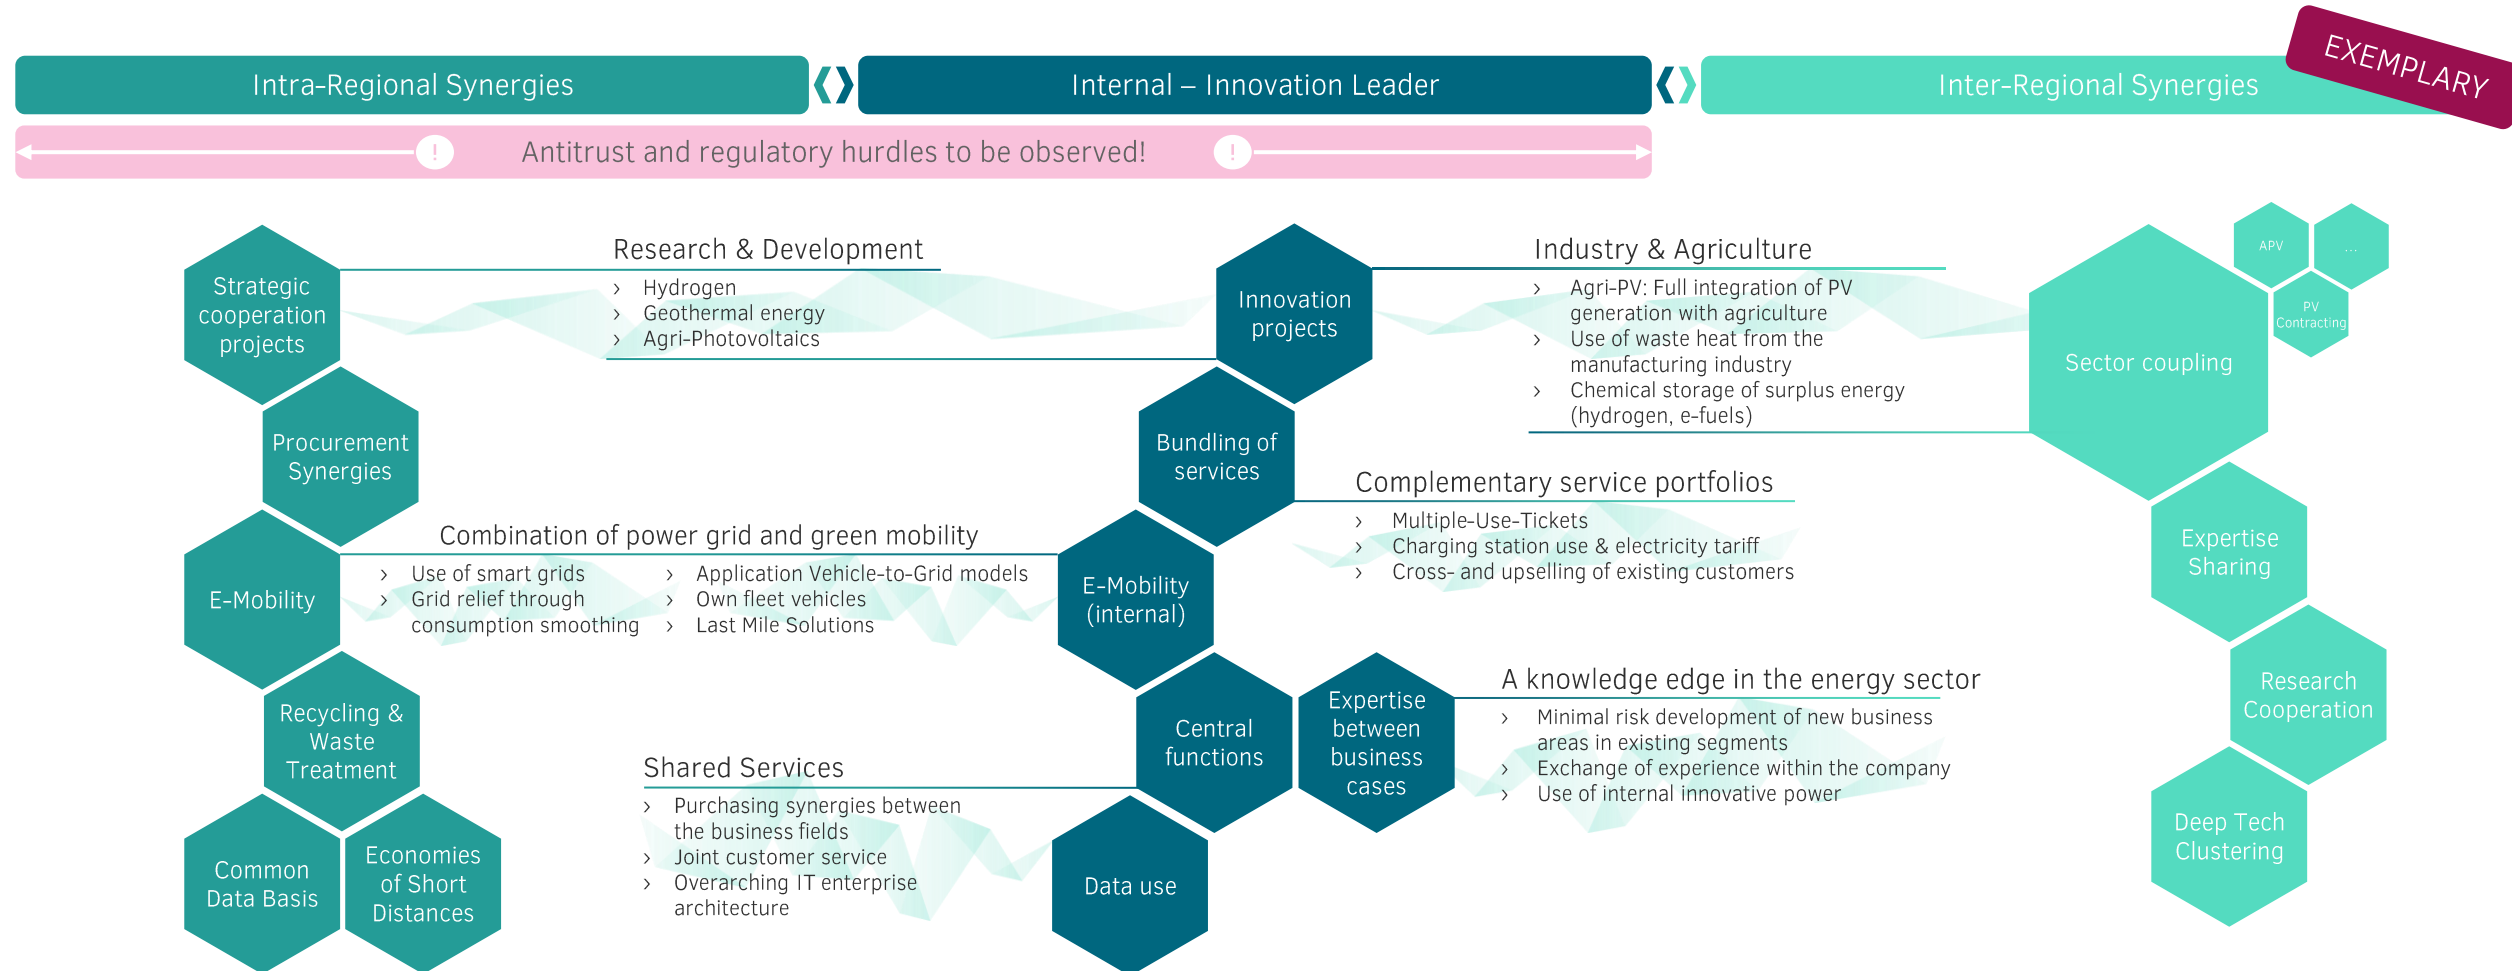 EXEMPLARY
Intra-Regional Synergies
Internal – Innovation Leader
Inter-Regional Synergies
!
Antitrust and regulatory hurdles to be observed!
!
Strategic
cooperation
projects
Procurement
Synergies
E-Mobility
Recycling &
Waste
Treatment
Common
Data Basis
Economies
of Short
Distances
Research & Development
› Hydrogen
› Geothermal energy
› Agri-Photovoltaics
Combination of power grid and green mobility
› Use of smart grids
› Grid relief through
consumption smoothing
› Application Vehicle-to-Grid models
› Own fleet vehicles
› Last Mile Solutions
Shared Services
› Purchasing synergies between
the business fields
› Joint customer service
› Overarching IT enterprise
architecture
Innovation
projects
Bundling of
services
E-Mobility
(internal)
Central
functions
Expertise
between
business
cases
Data use
Industry & Agriculture
› Agri-PV: Full integration of PV
generation with agriculture
› Use of waste heat from the
manufacturing industry
› Chemical storage of surplus energy
(hydrogen, e-fuels)
Complementary service portfolios
› Multiple-Use-Tickets
› Charging station use & electricity tariff
› Cross- and upselling of existing customers
A knowledge edge in the energy sector
› Minimal risk development of new business
areas in existing segments
› Exchange of experience within the company
› Use of internal innovative power
APV
...
PV
Contracting
Sector coupling
Expertise
Sharing
Research
Cooperation
Deep Tech
Clustering